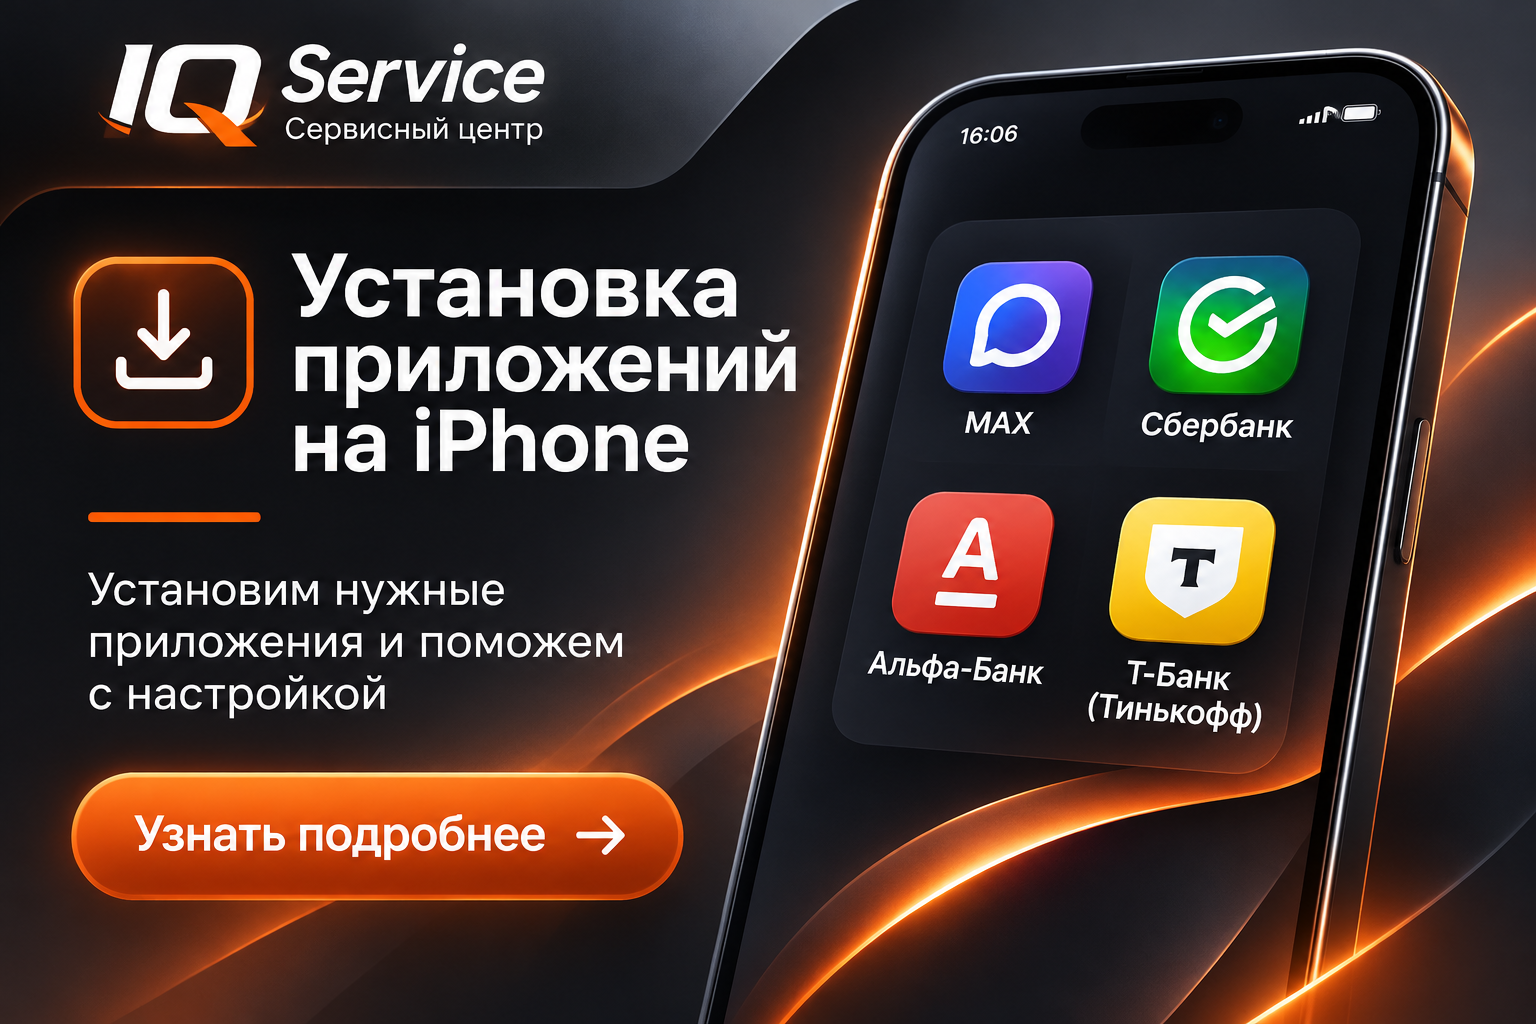 IQ Service
Сервисный центр
Установка
приложений
на iPhone
Установим нужные
приложения и поможем
с настройкой
Узнать подробнее →
16:06
MAX
Сбербанк
А
Т
Альфа-Банк
Т-Банк
(Тинькофф)